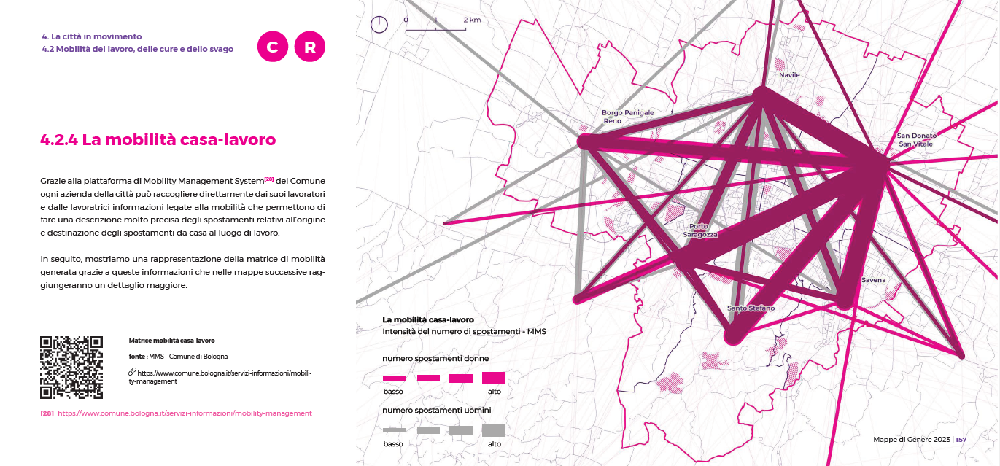 4. La città in movimento
4.2 Mobilità del lavoro, delle cure e dello svago
C R
4.2.4 La mobilità casa-lavoro
Grazie alla piattaforma di Mobility Management System[28] del Comune
ogni azienda della città può raccogliere direttamente dai suoi lavoratori
e dalle lavoratrici informazioni legate alla mobilità che permettono di
fare una descrizione molto precisa degli spostamenti relativi all'origine
e destinazione degli spostamenti da casa al luogo di lavoro.
In seguito, mostriamo una rappresentazione della matrice di mobilità
generata grazie a queste informazioni che nelle mappe successive rag-
giungeranno un dettaglio maggiore.
Matrice mobilità casa-lavoro
fonte : MMS - Comune di Bologna
https://www.comune.bologna.it/servizi-informazioni/mobili-
ty-management
[28] https://www.comune.bologna.it/servizi-informazioni/mobility-management
0 1 2 km
Navile
Borgo Panigale
Reno
San Donato
San Vitale
Porto
Saragozza
Savena
Santo Stefano
La mobilità casa-lavoro
Intensità del numero di spostamenti - MMS
numero spostamenti donne
basso alto
numero spostamenti uomini
basso alto
Mappe di Genere 2023 | 157